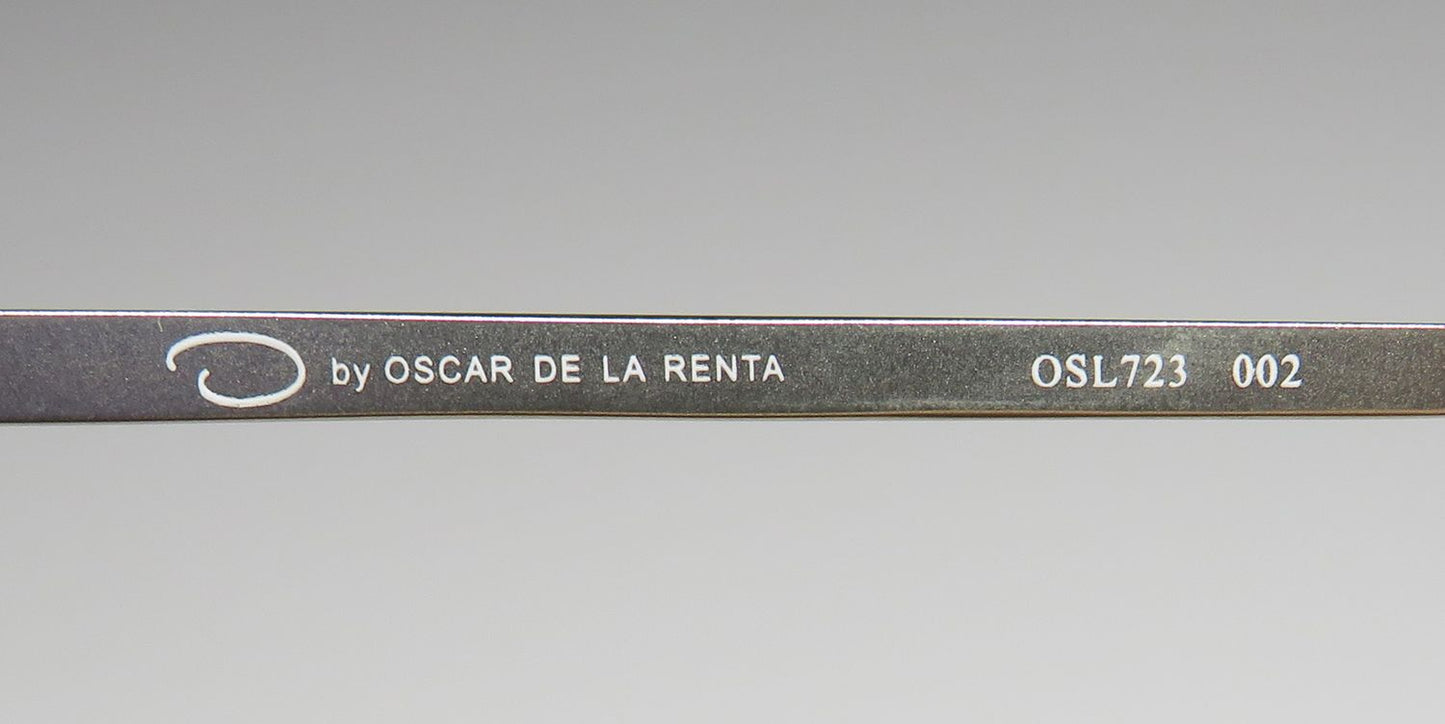 O by OSCAR DE LA RENTA OSL723 002